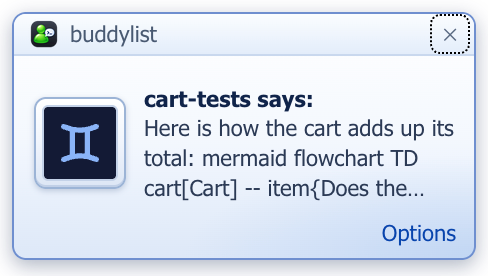 buddylist
cart-tests says:
Here is how the cart adds up its
total: mermaid flowchart TD
cart[Cart] -- item{Does the…
Options